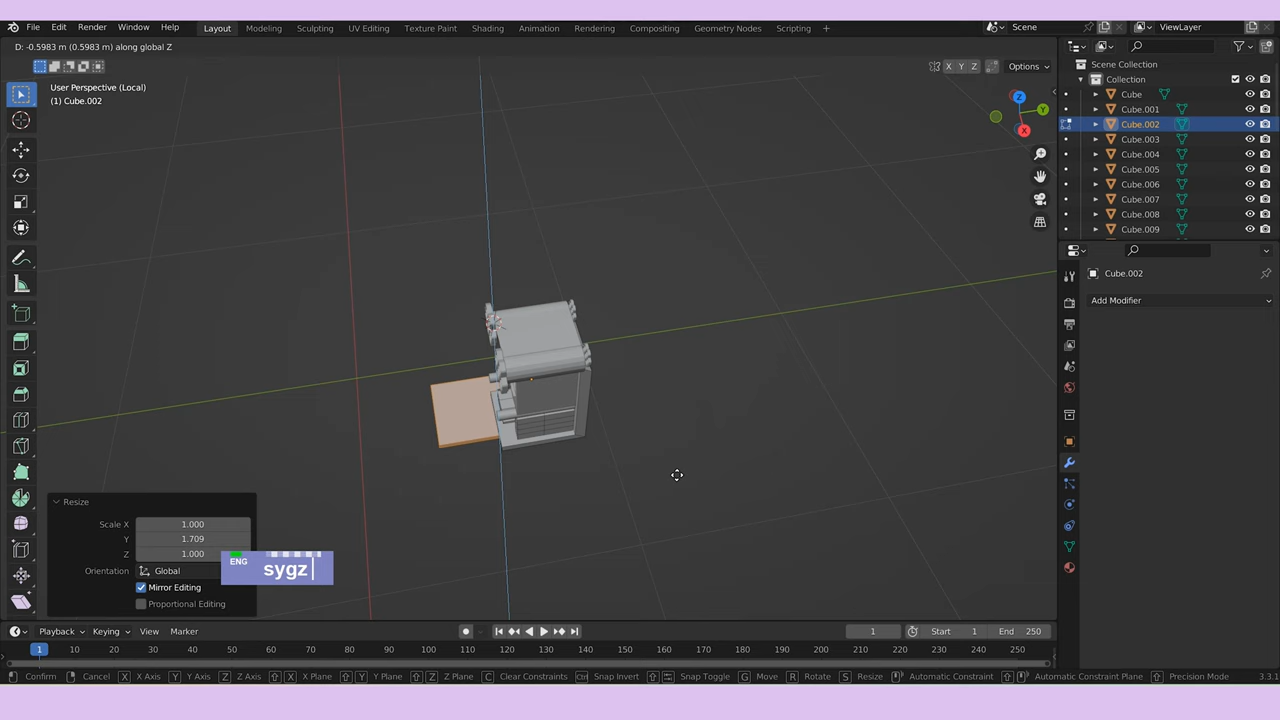 File Edit Render Window Help Layout Modeling Sculpting UV Editing Texture Paint Shading Animation Rendering Compositing Geometry Nodes Scripting Scene ViewLayer
D: -0.5983 m (0.5983 m) along global Z
X Y Z Options
User Perspective (Local)
(1) Cube.002
Z
Y
X
Scene Collection
Collection
Cube
Cube.001
Cube.002
Cube.003
Cube.004
Cube.005
Cube.006
Cube.007
Cube.008
Cube.009
Cube.002
Add Modifier
Resize
Scale X 1.000
Y 1.709
Z 1.000
Orientation Global
Mirror Editing
Proportional Editing
ENG sygz
Playback Keying View Marker 1 Start 1 End 250
1 10 20 30 40 50 60 70 80 90 100 110 120 130 140 150 160 170 180 190 200 210 220 230 240 250
Confirm Cancel X X Axis Y Y Axis Z Z Axis X X Plane Y Y Plane Z Z Plane C Clear Constraints Ctrl Snap Invert Snap Toggle G Move R Rotate S Resize Automatic Constraint Automatic Constraint Plane Precision Mode 3.3.1